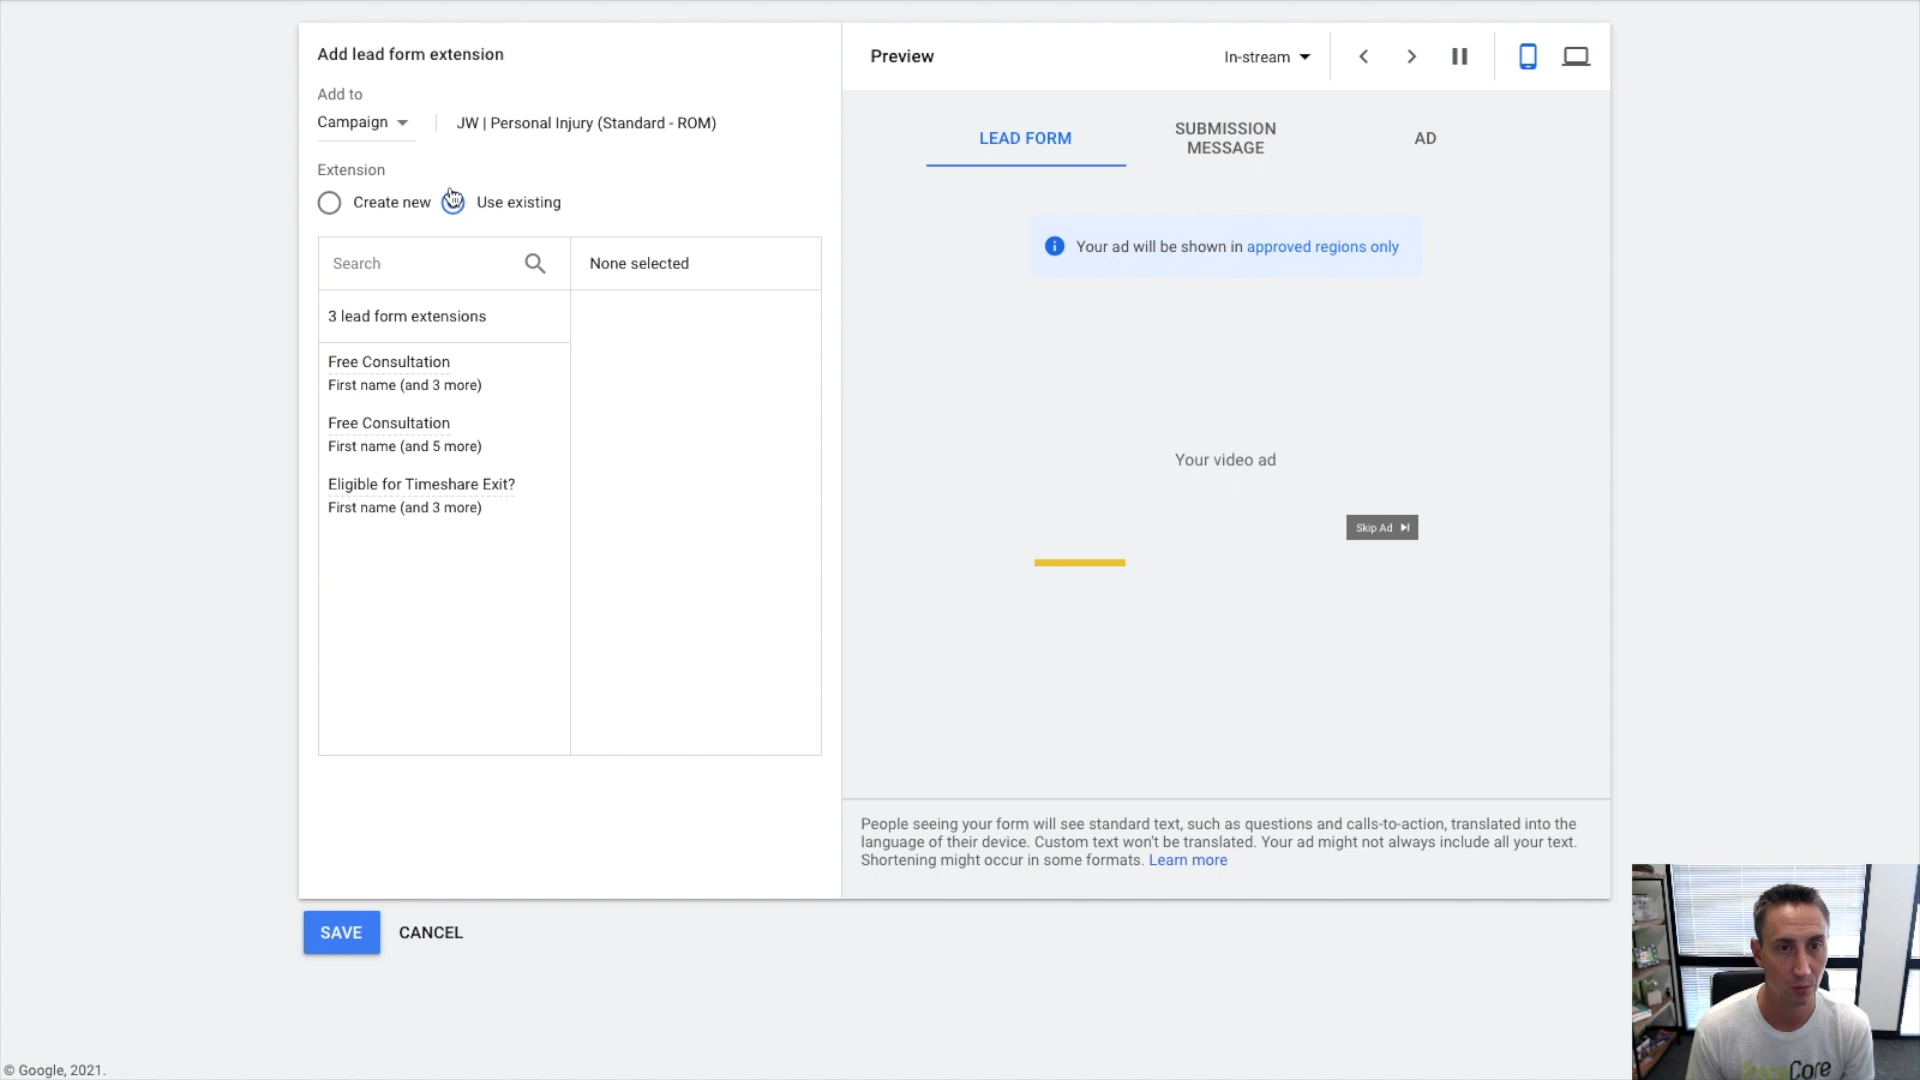 Add lead form extension
Add to
Campaign
JW | Personal Injury (Standard - ROM)
Extension
Create new
Use existing
Search
None selected
3 lead form extensions
Free Consultation
First name (and 3 more)
Free Consultation
First name (and 5 more)
Eligible for Timeshare Exit?
First name (and 3 more)
SAVE
CANCEL
Preview
In-stream
LEAD FORM
SUBMISSION
MESSAGE
AD
Your ad will be shown in approved regions only
Your video ad
Skip Ad
People seeing your form will see standard text, such as questions and calls-to-action, translated into the
language of their device. Custom text won't be translated. Your ad might not always include all your text.
Shortening might occur in some formats. Learn more
© Google, 2021.